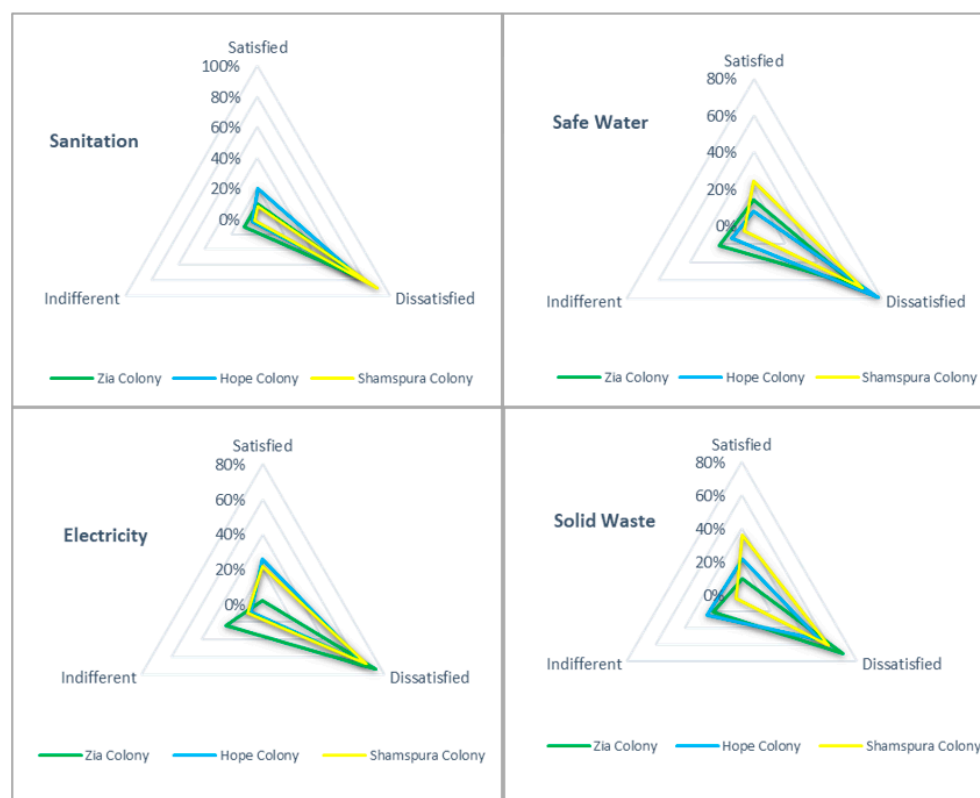 Satisfied
100%
80%
60%
40%
20%
0%
Sanitation
Indifferent
Dissatisfied
Zia Colony Hope Colony Shamspura Colony
Satisfied
80%
60%
40%
20%
0%
Safe Water
Indifferent
Dissatisfied
Zia Colony Hope Colony Shamspura Colony
Satisfied
80%
60%
40%
20%
0%
Electricity
Indifferent
Dissatisfied
Zia Colony Hope Colony Shamspura Colony
Satisfied
80%
60%
40%
20%
0%
Solid Waste
Indifferent
Dissatisfied
Zia Colony Hope Colony Shamspura Colony